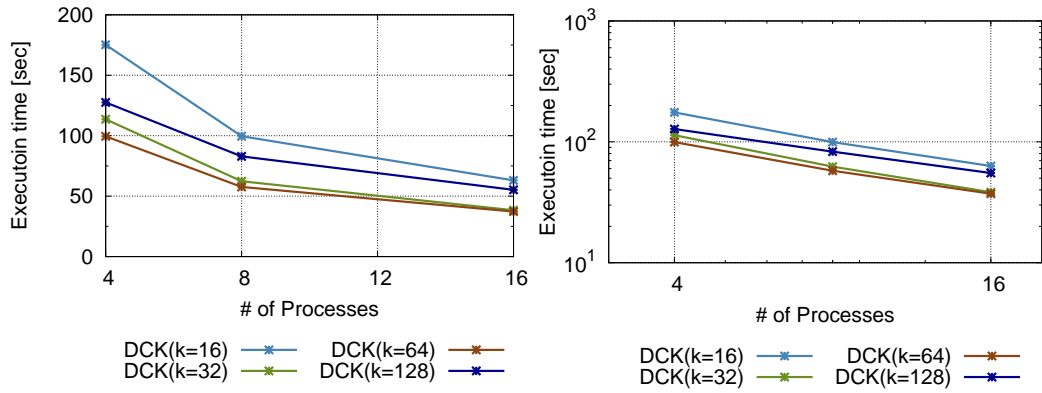 200
150
100
50
0
Executoin time [sec]
4
8
12
16
# of Processes
DCK(k=16)
DCK(k=64)
DCK(k=32)
DCK(k=128)
10^3
10^2
10^1
Executoin time [sec]
4
16
# of Processes
DCK(k=16)
DCK(k=64)
DCK(k=32)
DCK(k=128)